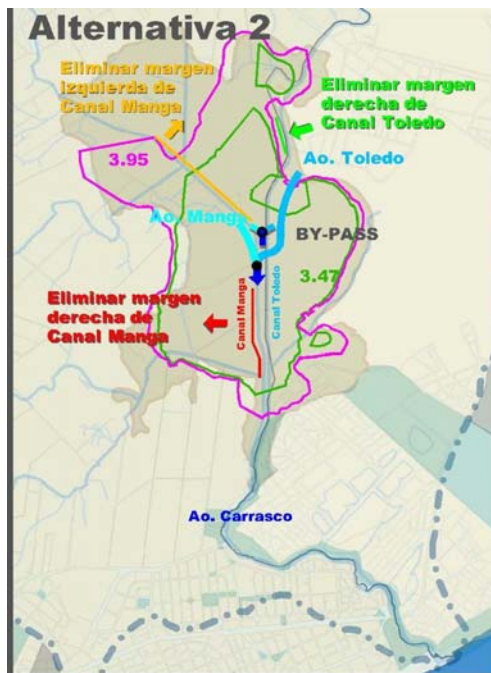 Alternativa 2
Eliminar margen
izquierda de
Canal Manga
Eliminar margen
derecha de
Canal Toledo
3.95
Ao. Toledo
Ao. Manga
BY-PASS
3.47
Eliminar margen
derecha de
Canal Manga
Canal Manga
Canal Toledo
Ao. Carrasco